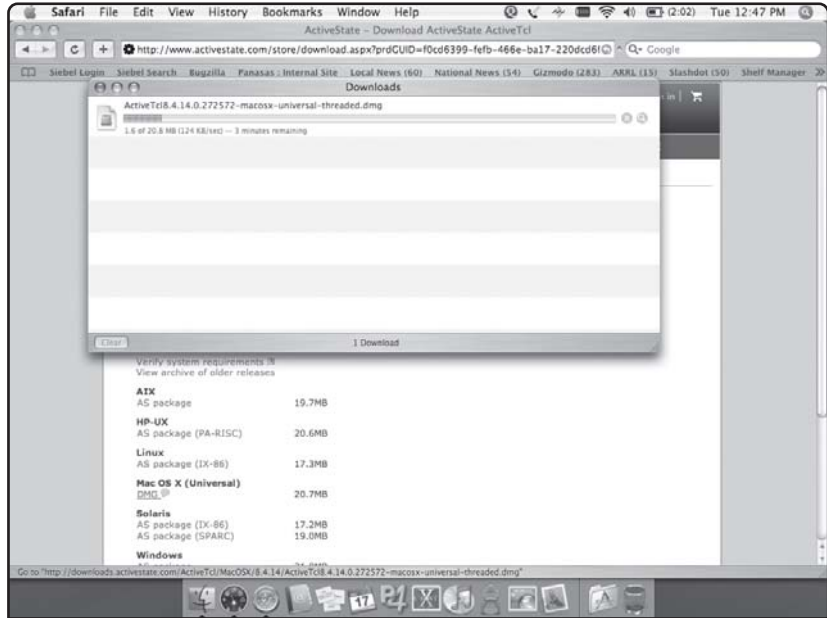 Safari File Edit View History Bookmarks Window Help (2:02) Tue 12:47 PM
ActiveState – Download ActiveState ActiveTcl
http://www.activestate.com/store/download.aspx?prdGUID=f0cd6399-fefb-466e-ba17-220dcd6! Google
Siebel Login Siebel Search Bugzilla Panasas : Internal Site Local News (60) National News (54) Gizmodo (283) ARRL (15) Slashdot (50) Shelf Manager
Downloads
ActiveTcl8.4.14.0.272572-macosx-universal-threaded.dmg
1.6 of 20.8 MB (124 KB/sec) — 3 minutes remaining
Clear 1 Download
Verify system requirements
View archive of older releases
AIX
AS package 19.7MB
HP-UX
AS package (PA-RISC) 20.6MB
Linux
AS package (IX-86) 17.3MB
Mac OS X (Universal)
DMG 20.7MB
Solaris
AS package (IX-86) 17.2MB
AS package (SPARC) 19.0MB
Windows
Go to "http://downloads.activestate.com/ActiveTcl/MacOSX/8.4.14/ActiveTcl8.4.14.0.272572-macosx-universal-threaded.dmg"
17